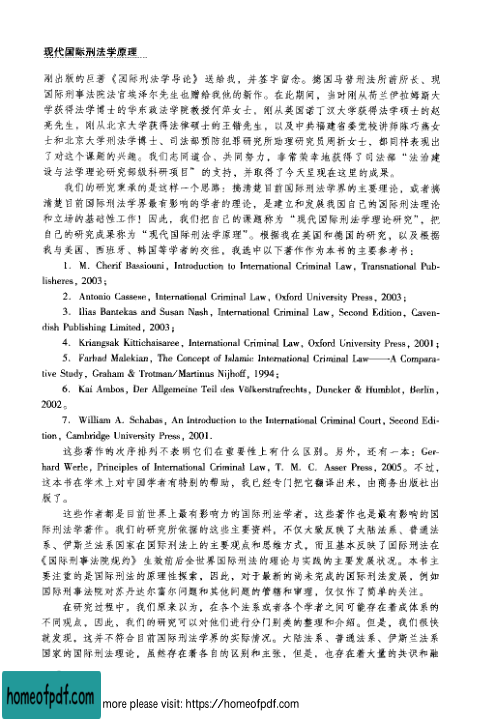 现代国际刑法学原理
刚出版的巨著《国际刑法学导论》送给我，并签字留念。德国马普刑法所前所长、现
国际刑事法院法官埃泽尔先生也赠给我他的新作。在此期间，当时刚从荷兰伊拉姆斯大
学获得法学博士的华东政法学院教授何萍女士，刚从英国诺丁汉大学获得法学硕士的赵
亮先生，刚从北京大学获得法律硕士的王锴先生，以及中共福建省委党校讲师陈巧燕女
士和北京大学刑法学博士、司法部预防犯罪研究所助理研究员周折女士，都同样表现出
了对这个课题的兴趣。我们志同道合、共同努力，非常荣幸地获得了司法部“法治建
设与法学理论研究部级科研项目”的支持，并取得了今天呈现在这里的成果。
我们的研究秉承的是这样一个思路：搞清楚目前国际刑法学界的主要理论，或者搞
清楚目前国际刑法学界最有影响的学者的理论，是建立和发展我国自己的国际刑法理论
和立场的基础性工作！因此，我们把自己的课题称为“现代国际刑法学理论研究”，把
自己的研究成果称为“现代国际刑法学原理”。根据我在英国和德国的研究，以及根据
我与美国、西班牙、韩国等学者的交往，我选中以下著作作为本书的主要参考书：
1. M. Cherif Bassiouni, Introduction to International Criminal Law, Transnational Pub-
lisheres, 2003；
2. Antonio Cassese, International Criminal Law, Oxford University Press, 2003；
3. Ilias Bantekas and Susan Nash, International Criminal Law, Second Edition, Caven-
dish Publishing Limited, 2003；
4. Kriangsak Kittichaisaree, International Criminal Law, Oxford University Press, 2001；
5. Farhad Malekian, The Concept of Islamic International Criminal Law——A Compara-
tive Study, Graham & Trotman/Martinus Nijhoff, 1994；
6. Kai Ambos, Der Allgemeine Teil des Völkerstrafrechts, Duncker & Humblot, Berlin,
2002。
7. William A. Schabas, An Introduction to the International Criminal Court, Second Edi-
tion, Cambridge University Press, 2001.
这些著作的次序排列不表明它们在重要性上有什么区别。另外，还有一本：Ger-
hard Werle, Principles of International Criminal Law, T. M. C. Asser Press, 2005。不过，
这本书在学术上对中国学者有特别的帮助，我已经专门把它翻译出来，由商务出版社出
版了。
这些作者都是目前世界上最有影响力的国际刑法学者，这些著作也是最有影响的国
际刑法学著作。我们的研究所依据的这些主要资料，不仅大致反映了大陆法系、普通法
系、伊斯兰法系国家在国际刑法上的主要观点和思维方式，而且基本反映了国际刑法在
《国际刑事法院规约》生效前后全世界国际刑法的理论与实践的主要发展状况。本书主
要注重的是国际刑法的原理性探索，因此，对于最新的尚未完成的国际刑法发展，例如
国际刑事法院对苏丹达尔富尔问题和其他问题的管辖和审理，仅仅作了简单的关注。
在研究过程中，我们原来以为，在各个法系或者各个学者之间可能存在着成体系的
不同观点，因此，我们的研究可以对他们进行分门别类的整理和介绍。但是，我们很快
就发现，这并不符合目前国际刑法学界的实际情况。大陆法系、普通法系、伊斯兰法系
国家的国际刑法理论，虽然存在着各自的区别和主张，但是，也存在着大量的共识和融
homeofpdf.com
more please visit: https://homeofpdf.com